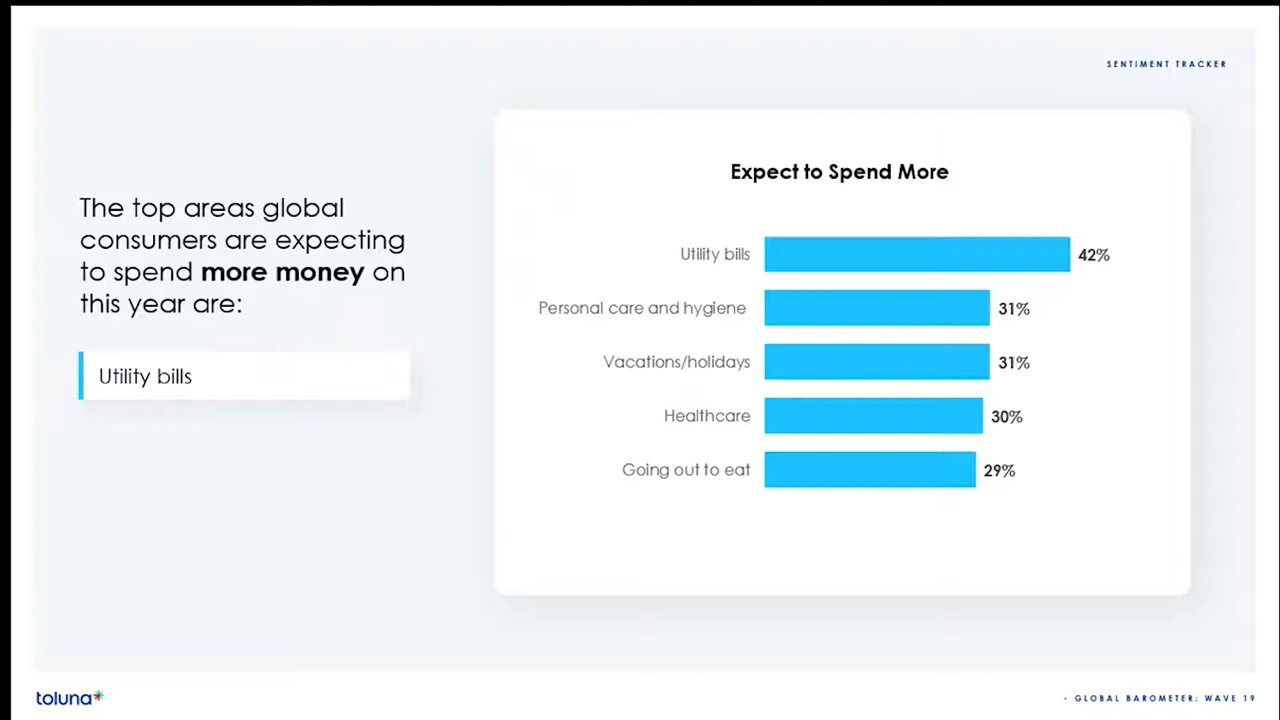 SENTIMENT TRACKER
The top areas global
consumers are expecting
to spend more money on
this year are:
Utility bills
Expect to Spend More
Utility bills 42%
Personal care and hygiene 31%
Vacations/holidays 31%
Healthcare 30%
Going out to eat 29%
toluna*
- GLOBAL BAROMETER: WAVE 19